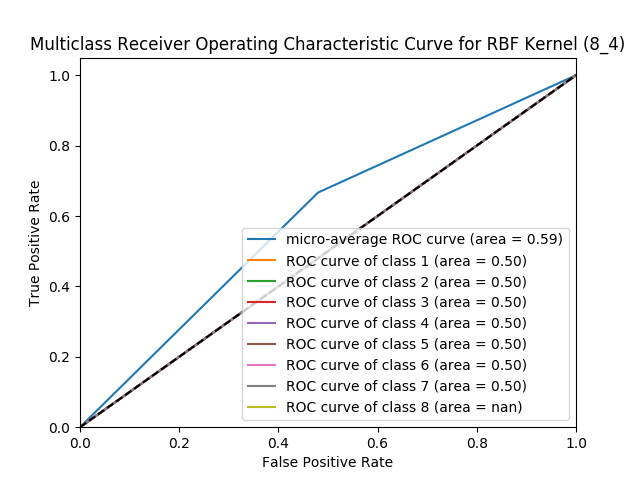 Multiclass Receiver Operating Characteristic Curve for RBF Kernel (8_4)
True Positive Rate
1.0
0.8
0.6
0.4
0.2
0.0
micro-average ROC curve (area = 0.59)
ROC curve of class 1 (area = 0.50)
ROC curve of class 2 (area = 0.50)
ROC curve of class 3 (area = 0.50)
ROC curve of class 4 (area = 0.50)
ROC curve of class 5 (area = 0.50)
ROC curve of class 6 (area = 0.50)
ROC curve of class 7 (area = 0.50)
ROC curve of class 8 (area = nan)
0.0 0.2 0.4 0.6 0.8 1.0
False Positive Rate